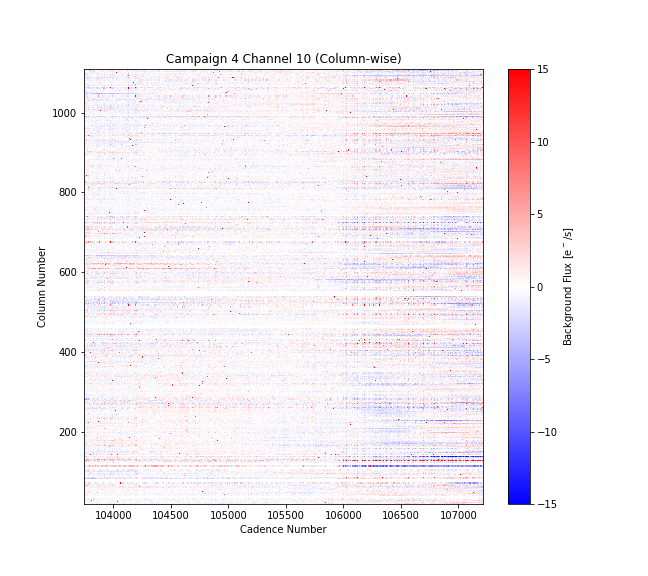 Campaign 4 Channel 10 (Column-wise)
1000
800
600
400
200
Column Number
104000 104500 105000 105500 106000 106500 107000
Cadence Number
15
10
5
0
−5
−10
−15
Background Flux [e⁻/s]